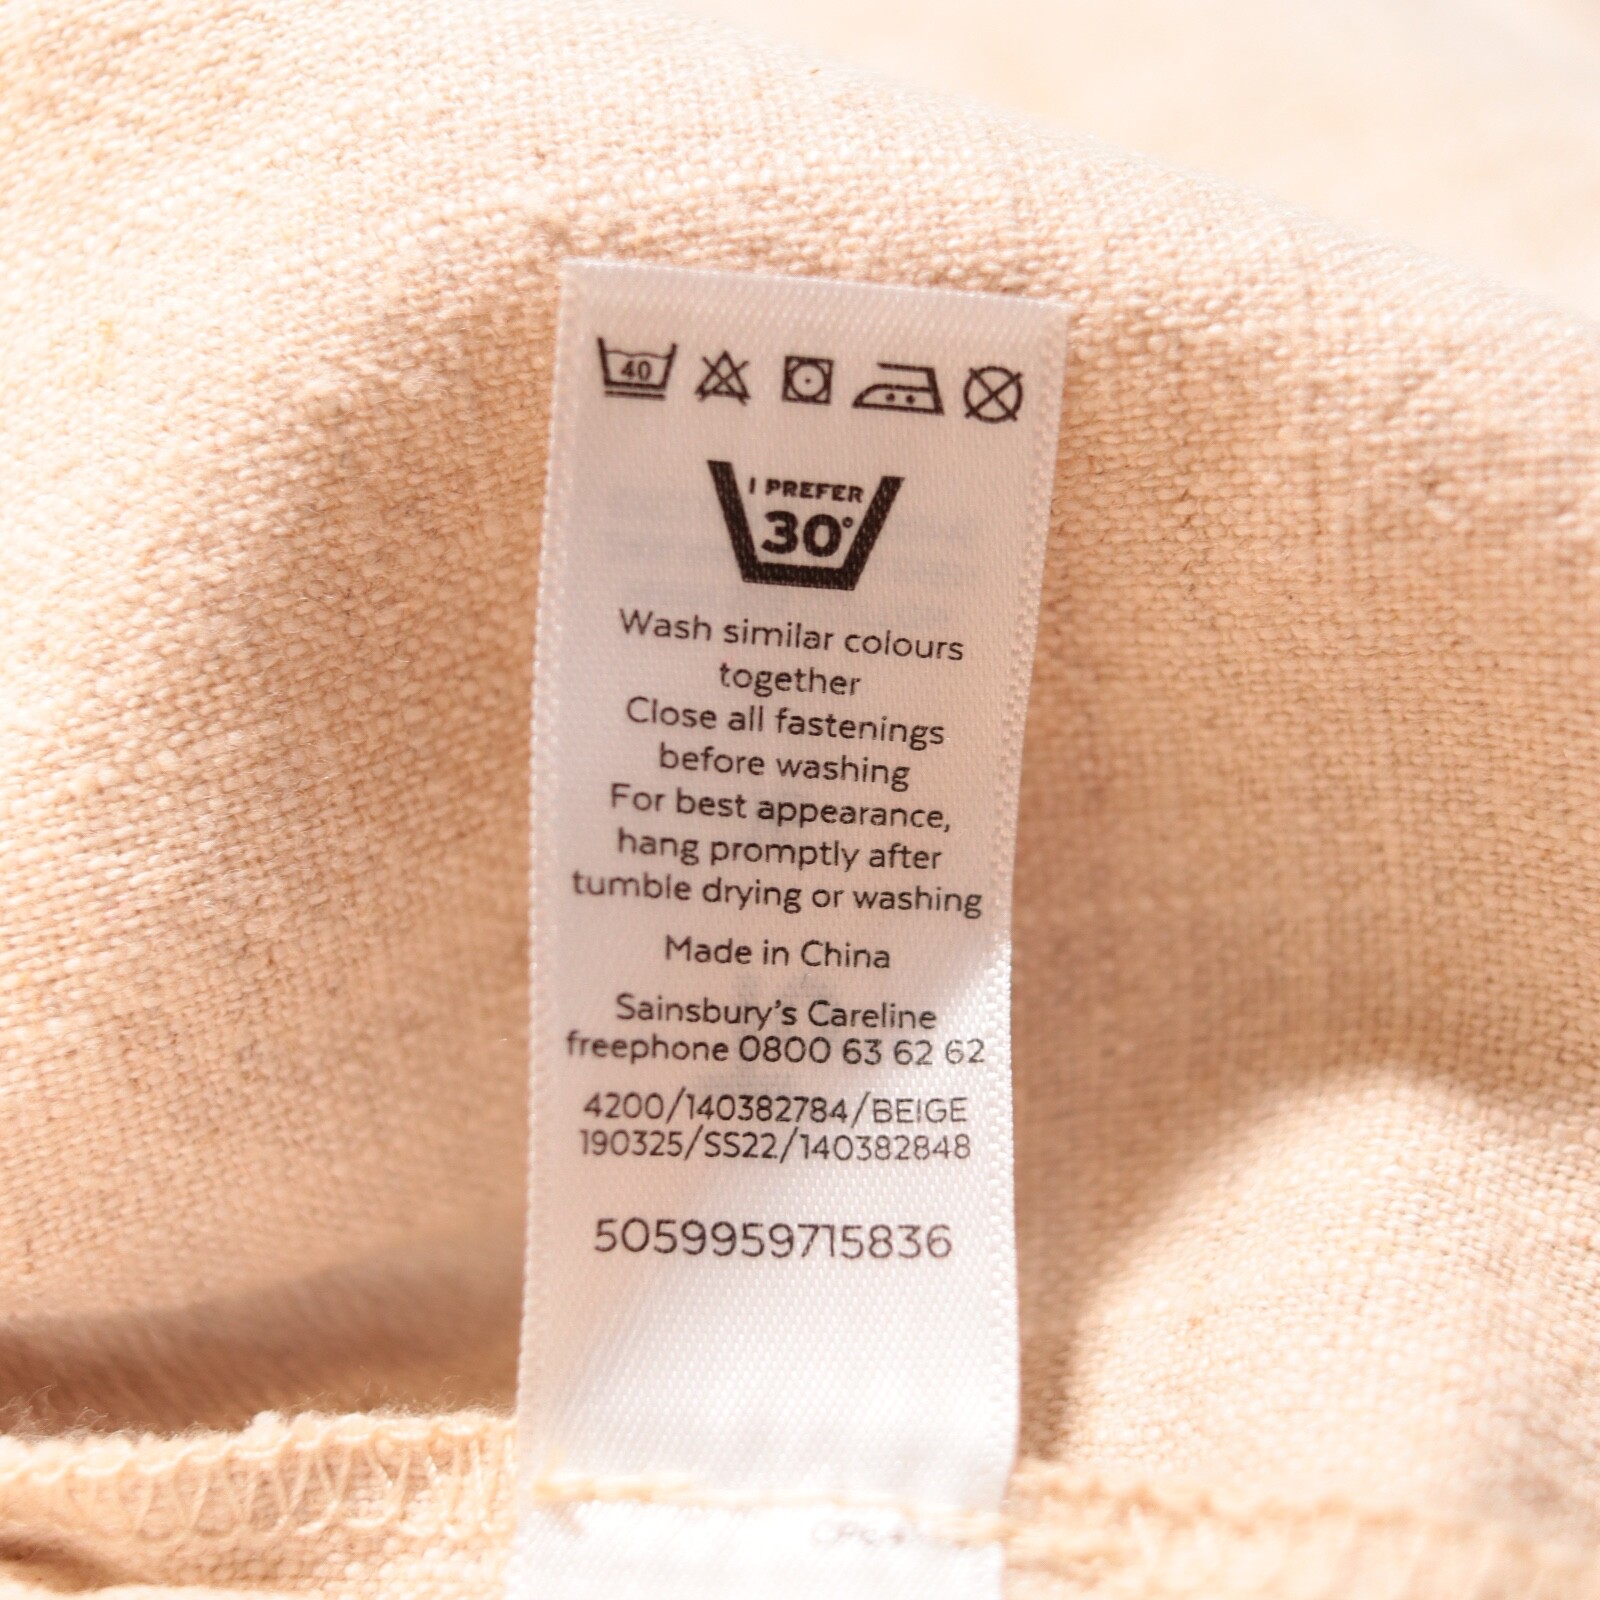 40
I PREFER
30°
Wash similar colours
together
Close all fastenings
before washing
For best appearance,
hang promptly after
tumble drying or washing
Made in China
Sainsbury's Careline
freephone 0800 63 62 62
4200/140382784/BEIGE
190325/SS22/140382848
5059959715836